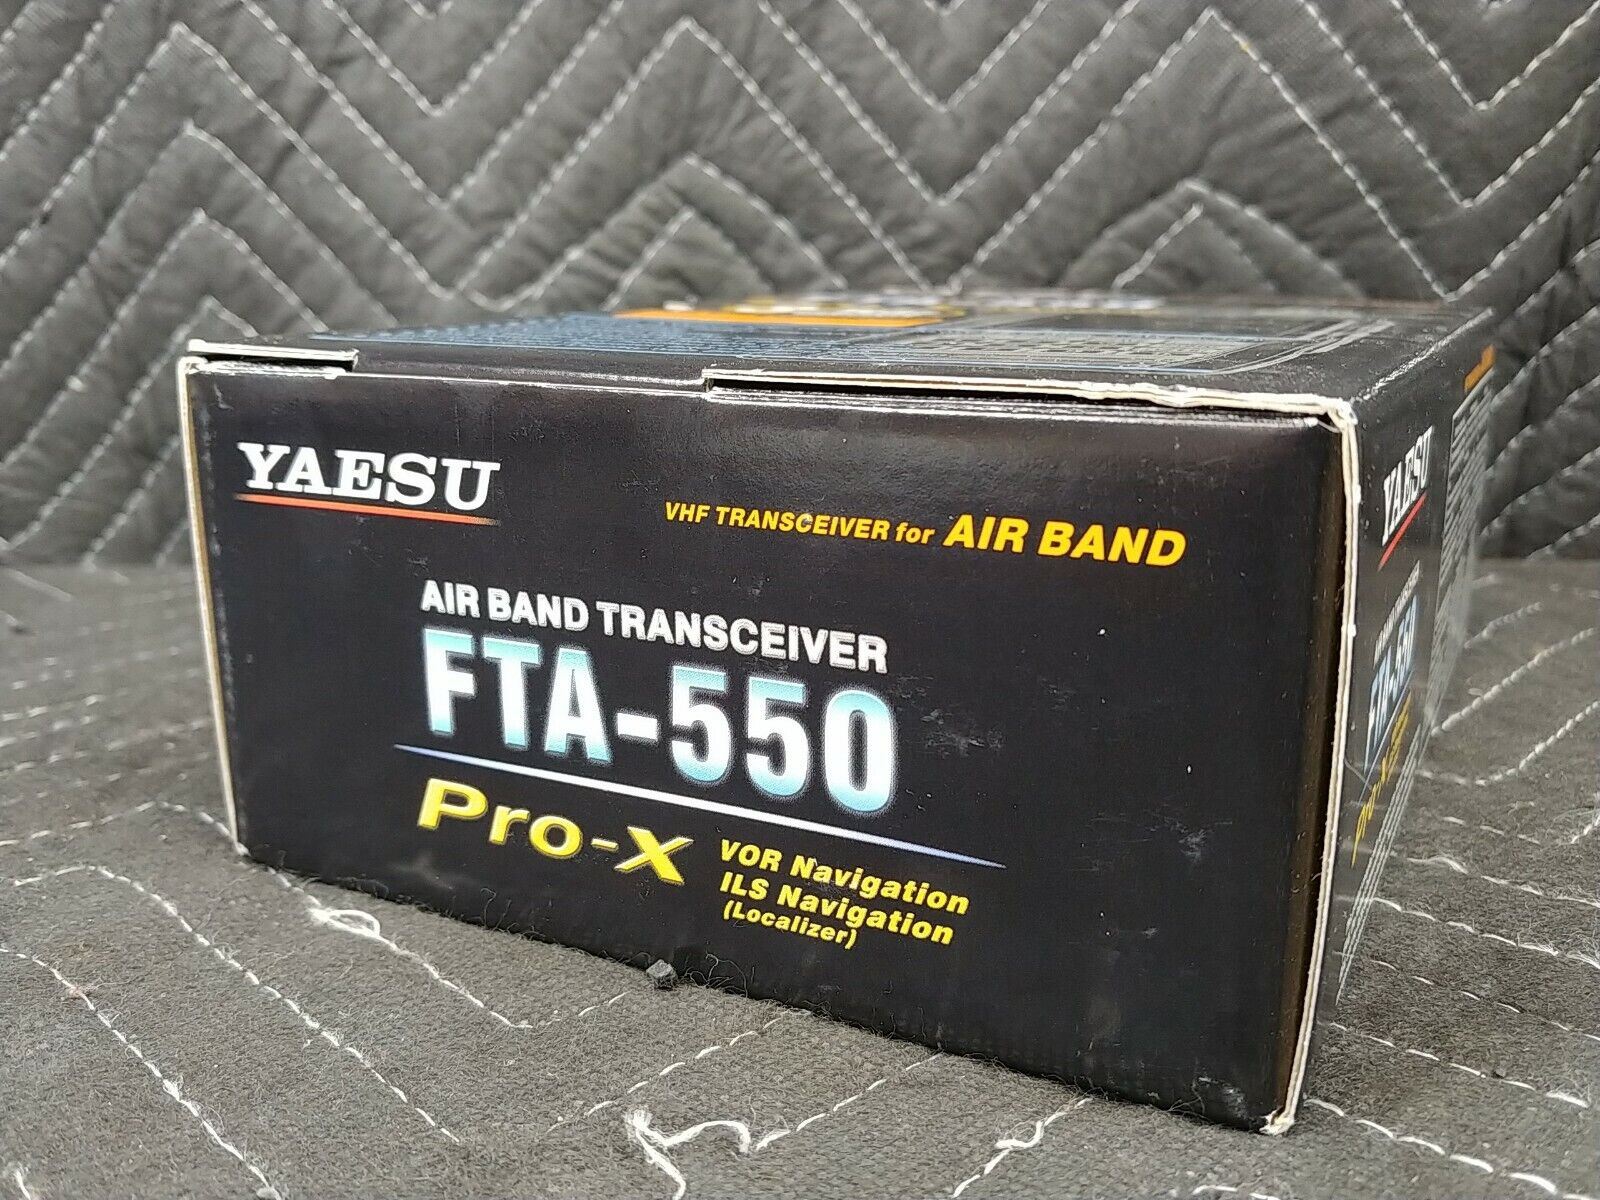 YAESU
VHF TRANSCEIVER for AIR BAND
AIR BAND TRANSCEIVER
FTA-550
Pro-X
VOR Navigation
ILS Navigation
(Localizer)
YAESU
FTA-550
Pro-X